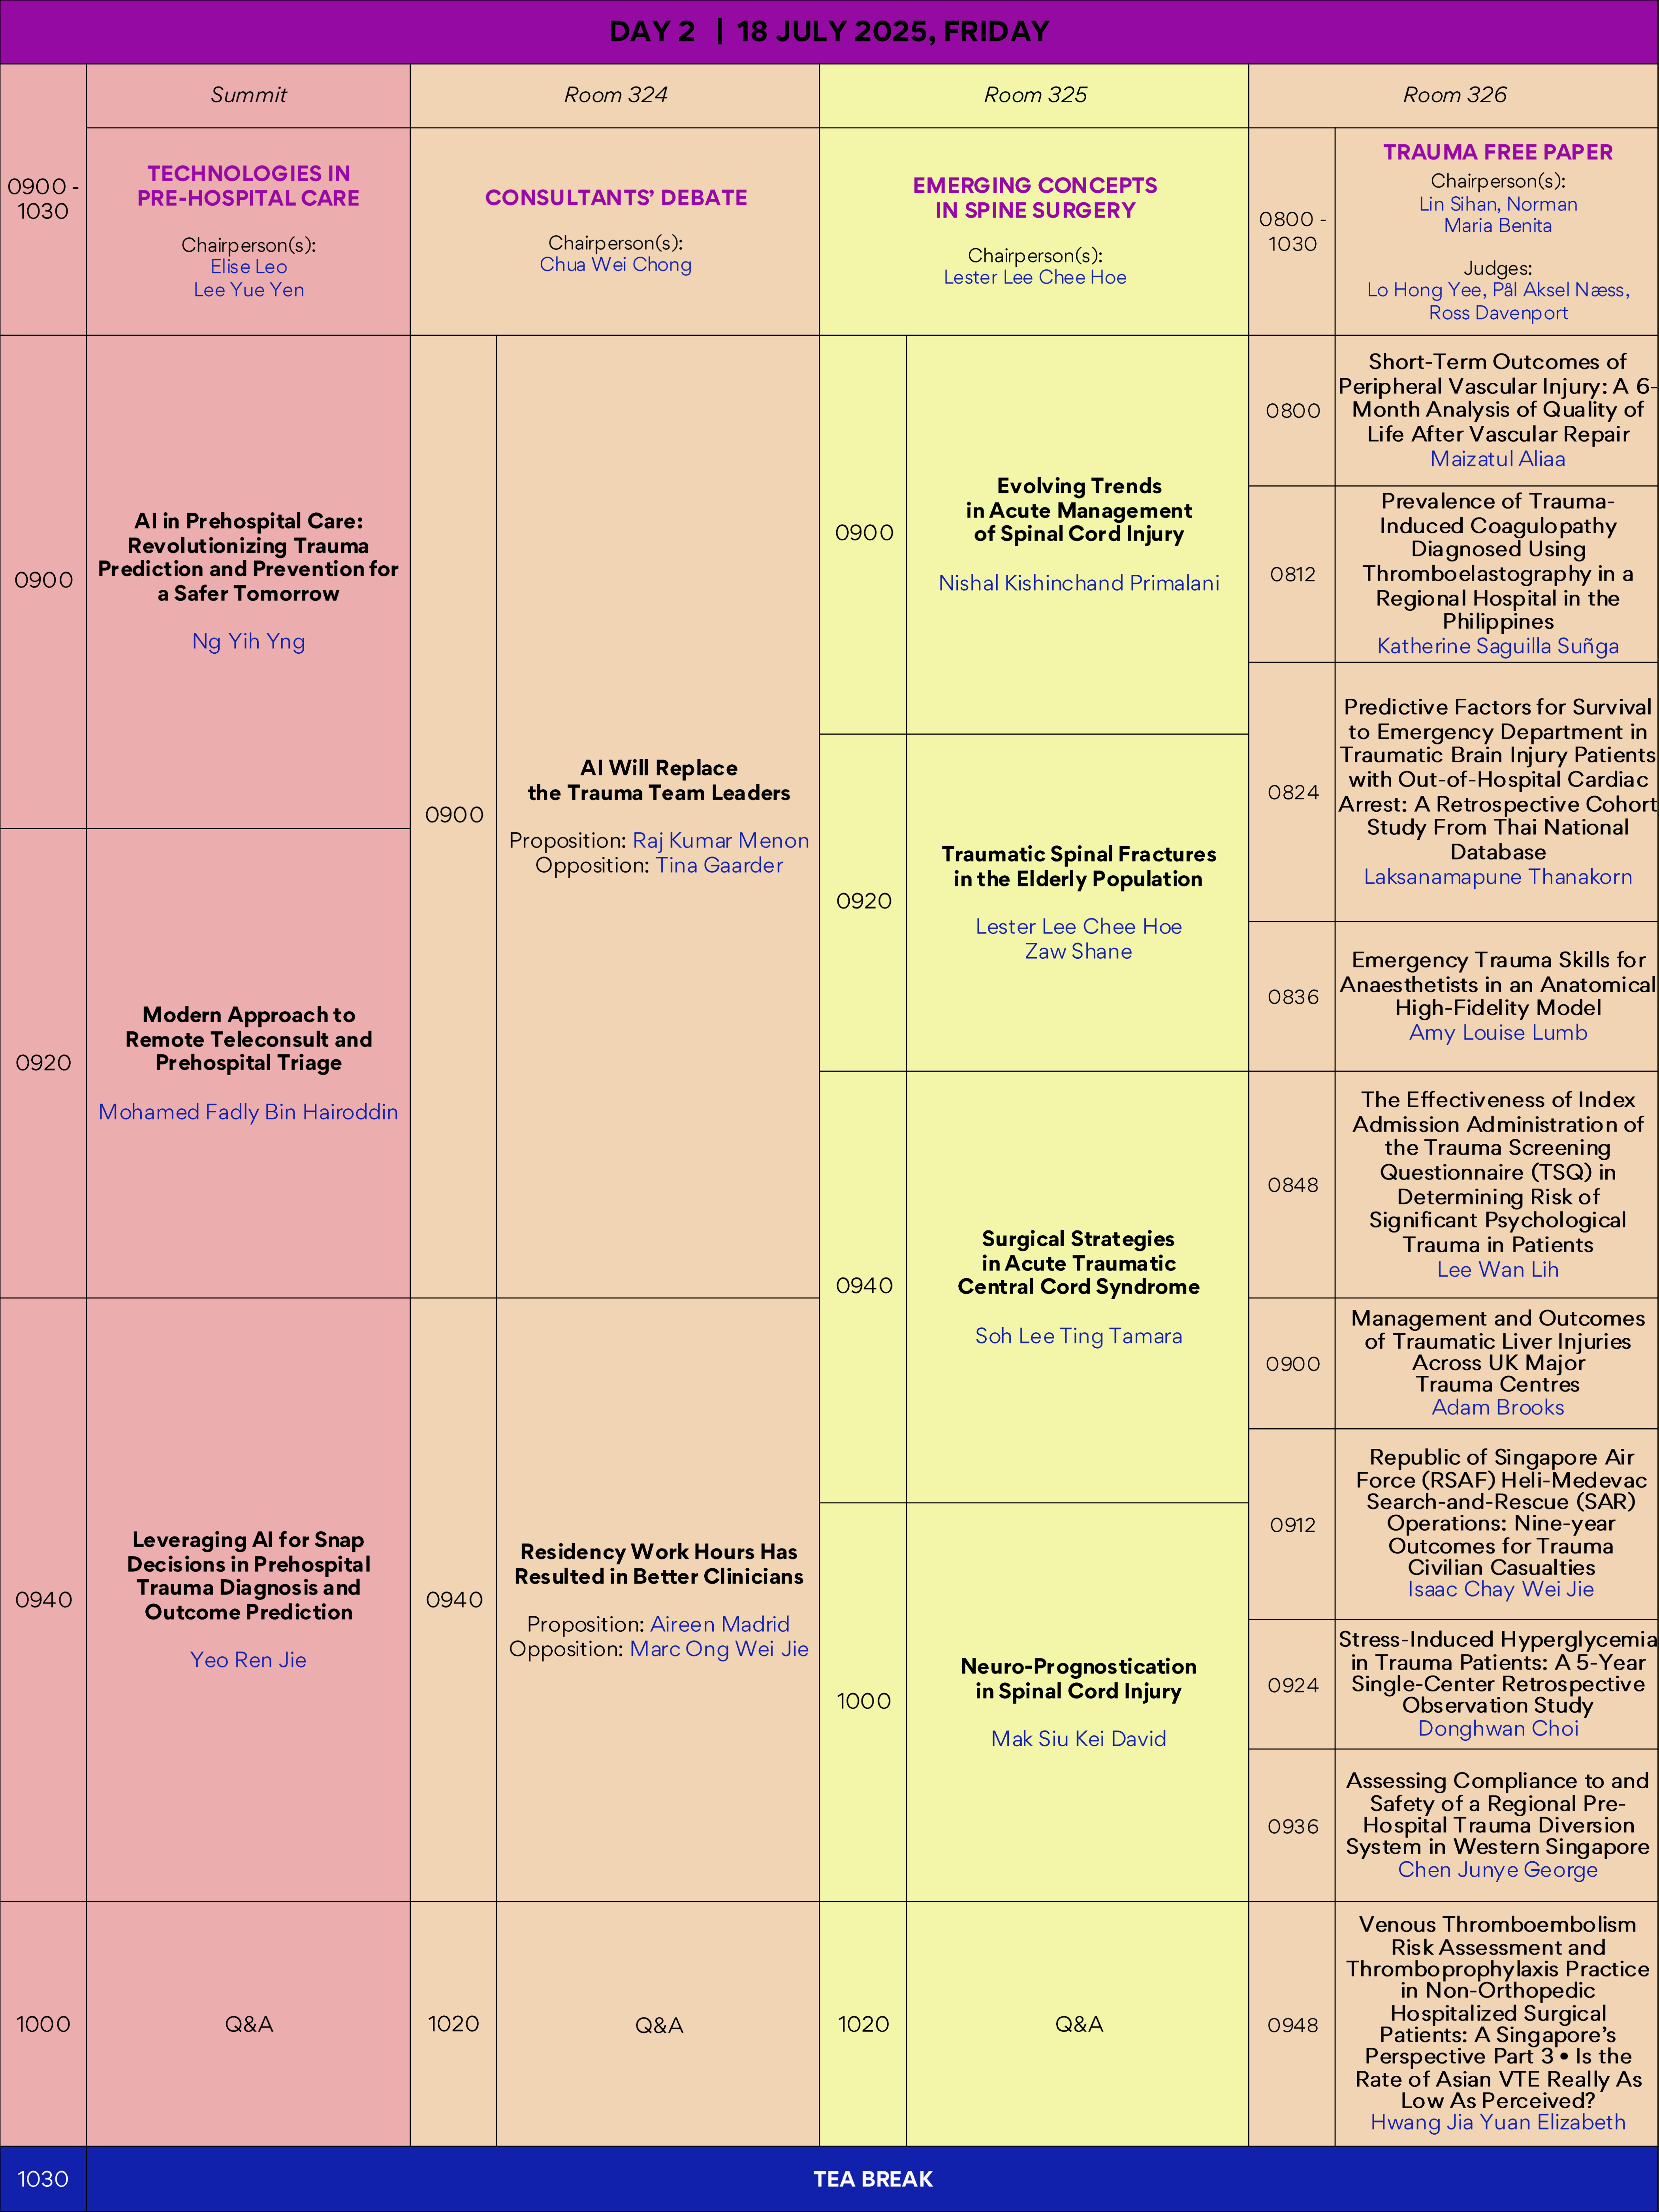 DAY 2 | 18 JULY 2025, FRIDAY
0900 -
1030
Summit
TECHNOLOGIES IN
PRE-HOSPITAL CARE
Chairperson(s):
Elise Leo
Lee Yue Yen
0900
AI in Prehospital Care:
Revolutionizing Trauma
Prediction and Prevention for
a Safer Tomorrow
Ng Yih Yng
0920
Modern Approach to
Remote Teleconsult and
Prehospital Triage
Mohamed Fadly Bin Hairoddin
0940
Leveraging AI for Snap
Decisions in Prehospital
Trauma Diagnosis and
Outcome Prediction
Yeo Ren Jie
1000
Q&A
Room 324
CONSULTANTS’ DEBATE
Chairperson(s):
Chua Wei Chong
0900
AI Will Replace
the Trauma Team Leaders
Proposition: Raj Kumar Menon
Opposition: Tina Gaarder
0940
Residency Work Hours Has
Resulted in Better Clinicians
Proposition: Aireen Madrid
Opposition: Marc Ong Wei Jie
1020
Q&A
Room 325
EMERGING CONCEPTS
IN SPINE SURGERY
Chairperson(s):
Lester Lee Chee Hoe
0900
Evolving Trends
in Acute Management
of Spinal Cord Injury
Nishal Kishinchand Primalani
0920
Traumatic Spinal Fractures
in the Elderly Population
Lester Lee Chee Hoe
Zaw Shane
0940
Surgical Strategies
in Acute Traumatic
Central Cord Syndrome
Soh Lee Ting Tamara
1000
Neuro-Prognostication
in Spinal Cord Injury
Mak Siu Kei David
1020
Q&A
Room 326
0800 -
1030
TRAUMA FREE PAPER
Chairperson(s):
Lin Sihan, Norman
Maria Benita
Judges:
Lo Hong Yee, Pål Aksel Næss,
Ross Davenport
0800
Short-Term Outcomes of
Peripheral Vascular Injury: A 6-
Month Analysis of Quality of
Life After Vascular Repair
Maizatul Aliaa
0812
Prevalence of Trauma-
Induced Coagulopathy
Diagnosed Using
Thromboelastography in a
Regional Hospital in the
Philippines
Katherine Saguilla Suñga
0824
Predictive Factors for Survival
to Emergency Department in
Traumatic Brain Injury Patients
with Out-of-Hospital Cardiac
Arrest: A Retrospective Cohort
Study From Thai National
Database
Laksanamapune Thanakorn
0836
Emergency Trauma Skills for
Anaesthetists in an Anatomical
High-Fidelity Model
Amy Louise Lumb
0848
The Effectiveness of Index
Admission Administration of
the Trauma Screening
Questionnaire (TSQ) in
Determining Risk of
Significant Psychological
Trauma in Patients
Lee Wan Lih
0900
Management and Outcomes
of Traumatic Liver Injuries
Across UK Major
Trauma Centres
Adam Brooks
0912
Republic of Singapore Air
Force (RSAF) Heli-Medevac
Search-and-Rescue (SAR)
Operations: Nine-year
Outcomes for Trauma
Civilian Casualties
Isaac Chay Wei Jie
0924
Stress-Induced Hyperglycemia
in Trauma Patients: A 5-Year
Single-Center Retrospective
Observation Study
Donghwan Choi
0936
Assessing Compliance to and
Safety of a Regional Pre-
Hospital Trauma Diversion
System in Western Singapore
Chen Junye George
0948
Venous Thromboembolism
Risk Assessment and
Thromboprophylaxis Practice
in Non-Orthopedic
Hospitalized Surgical
Patients: A Singapore’s
Perspective Part 3 • Is the
Rate of Asian VTE Really As
Low As Perceived?
Hwang Jia Yuan Elizabeth
1030
TEA BREAK